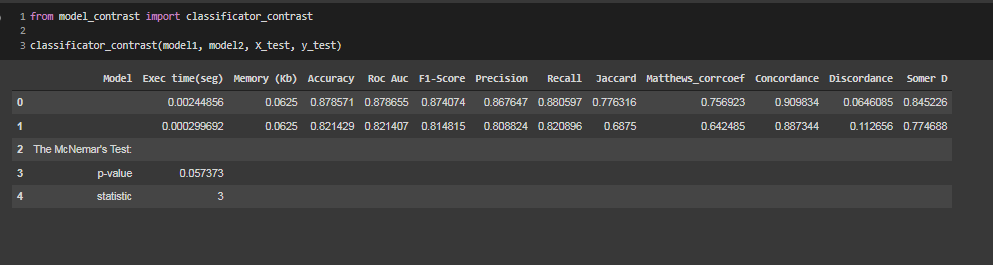 1 from model_contrast import classificator_contrast
2
3 classificator_contrast(model1, model2, X_test, y_test)
Model Exec time(seg) Memory (Kb) Accuracy Roc Auc F1-Score Precision Recall Jaccard Matthews_corrcoef Concordance Discordance Somer D
0 0.00244856 0.0625 0.878571 0.878655 0.874074 0.867647 0.880597 0.776316 0.756923 0.909834 0.0646085 0.845226
1 0.000299692 0.0625 0.821429 0.821407 0.814815 0.808824 0.820896 0.6875 0.642485 0.887344 0.112656 0.774688
2 The McNemar's Test:
3 p-value 0.057373
4 statistic 3